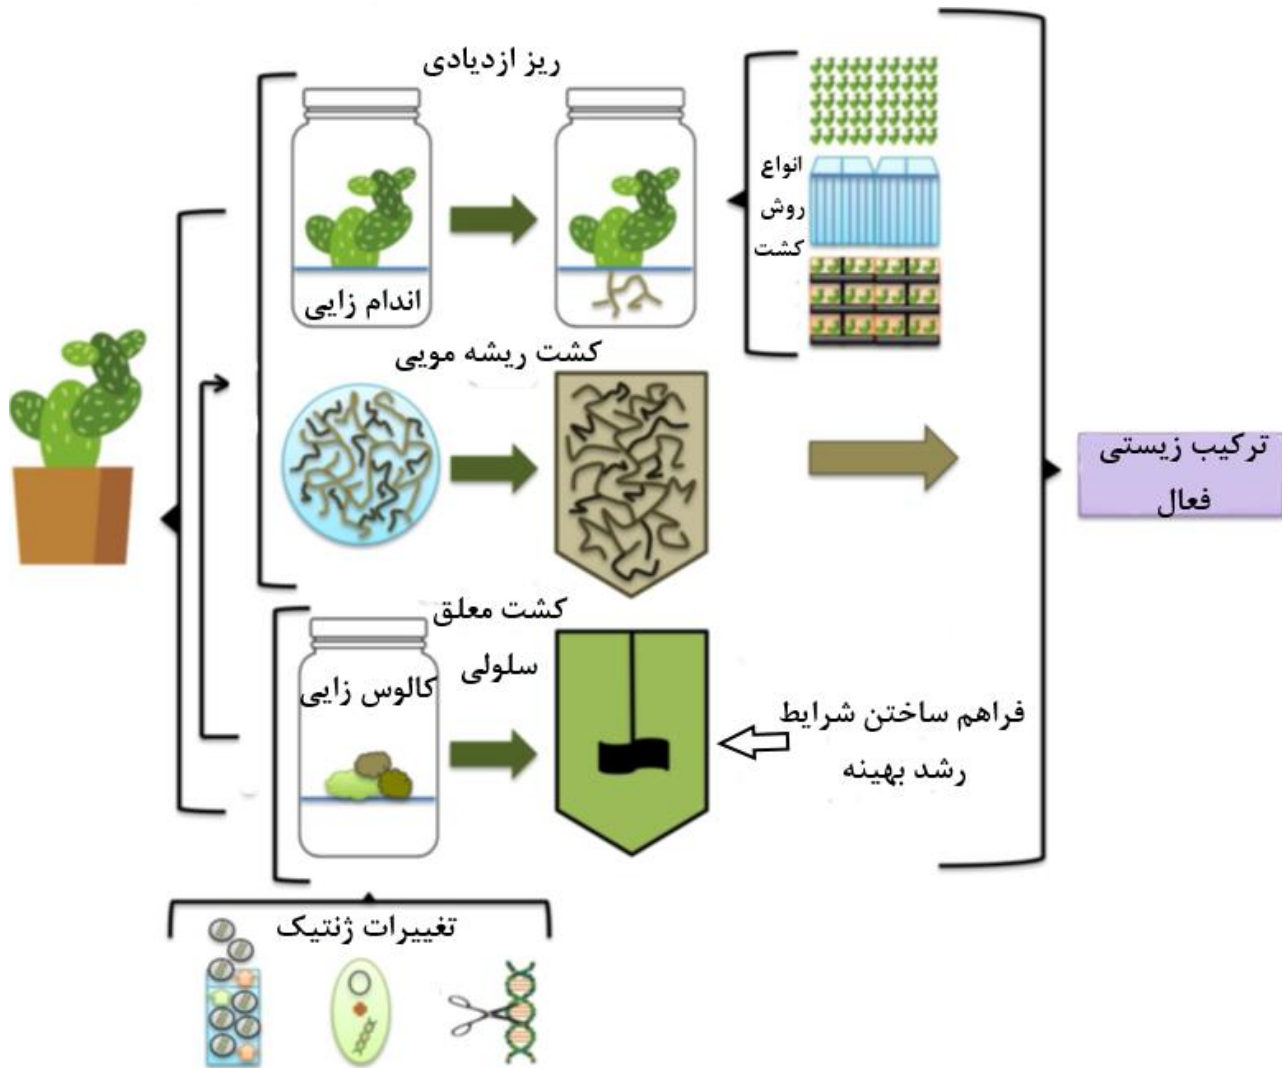 ریز ازدیادی
انواع
روش
کشت
اندام زایی
کشت ریشه مویی
ترکیب زیستی
فعال
کشت معلق
سلولی
کالوس زایی
فراهم ساختن شرایط
رشد بهینه
تغییرات ژنتیک